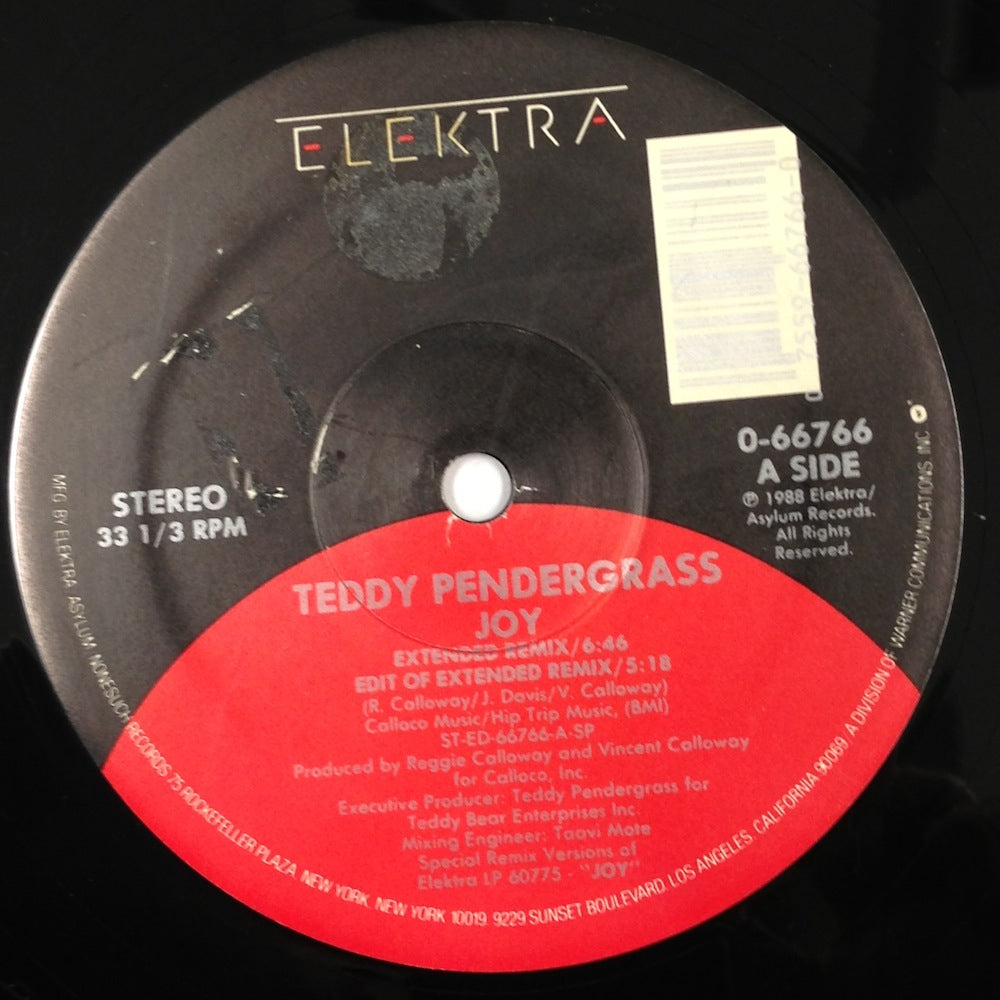 ELEKTRA
0 7559-66766-0
0-66766
A SIDE
℗ 1988 Elektra/
Asylum Records.
All Rights
Reserved.
STEREO
33 1/3 RPM
TEDDY PENDERGRASS
JOY
EXTENDED REMIX/6:46
EDIT OF EXTENDED REMIX/5:18
(R. Calloway/J. Davis/V. Calloway)
Calloco Music/Hip Trip Music, (BMI)
ST-ED-66766-A-SP
Produced by Reggie Calloway and Vincent Calloway
for Calloco, Inc.
Executive Producer: Teddy Pendergrass for
Teddy Bear Enterprises Inc.
Mixing Engineer: Taavi Mote
Special Remix Versions of
Elektra LP 60775 - "JOY"
MFG. BY ELEKTRA. ASYLUM. NONESUCH RECORDS, 75 ROCKEFELLER PLAZA, NEW YORK, NEW YORK 10019. 9229 SUNSET BOULEVARD, LOS ANGELES, CALIFORNIA 90069. A DIVISION OF WARNER COMMUNICATIONS INC.